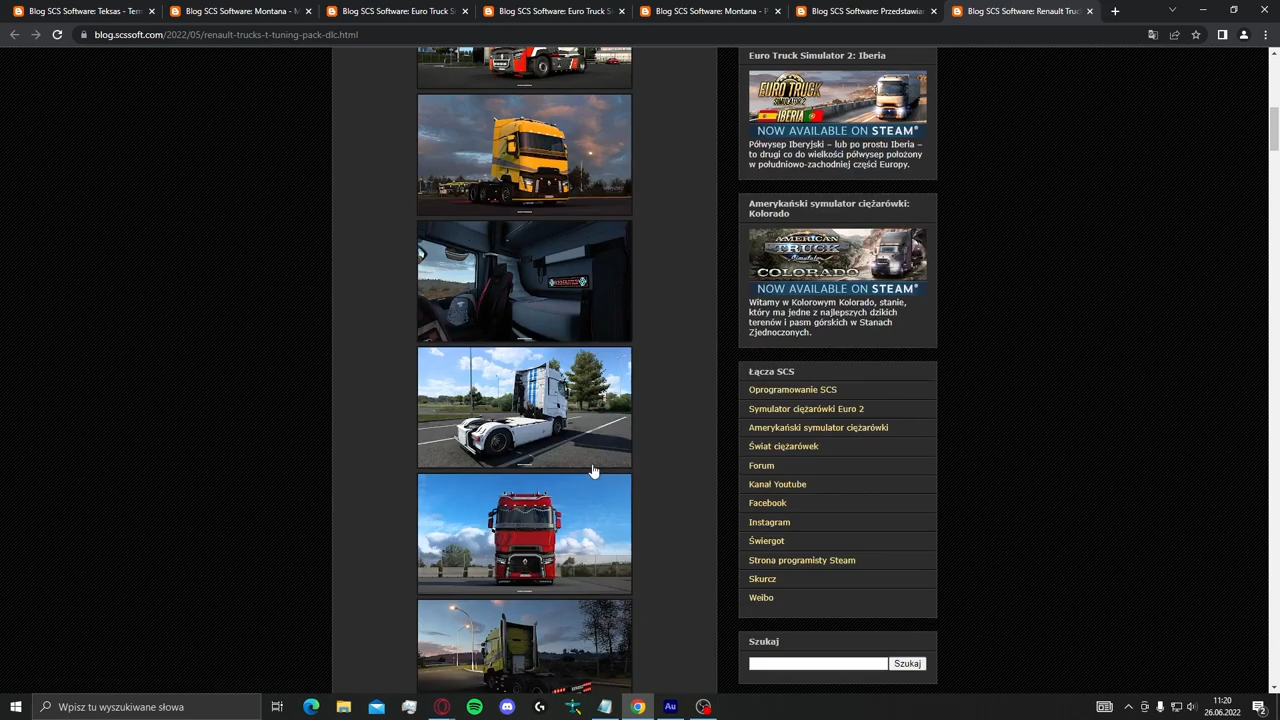 Blog SCS Software: Teksas - Tem
Blog SCS Software: Montana - M
Blog SCS Software: Euro Truck S
Blog SCS Software: Euro Truck S
Blog SCS Software: Montana - P
Blog SCS Software: Przedstawia
Blog SCS Software: Renault Truc
blog.scssoft.com/2022/05/renault-trucks-t-tuning-pack-dlc.html
Euro Truck Simulator 2: Iberia
EURO TRUCK
SIMULATOR 2
IBERIA
NOW AVAILABLE ON STEAM®
Półwysep Iberyjski – lub po prostu Iberia –
to drugi co do wielkości półwysep położony
w południowo-zachodniej części Europy.
Amerykański symulator ciężarówki:
Kolorado
AMERICAN
TRUCK
Simulator
COLORADO
NOW AVAILABLE ON STEAM®
Witamy w Kolorowym Kolorado, stanie,
który ma jedne z najlepszych dzikich
terenów i pasm górskich w Stanach
Zjednoczonych.
Łącza SCS
Oprogramowanie SCS
Symulator ciężarówki Euro 2
Amerykański symulator ciężarówki
Świat ciężarówek
Forum
Kanał Youtube
Facebook
Instagram
Świergot
Strona programisty Steam
Skurcz
Weibo
Szukaj
Szukaj
Wpisz tu wyszukiwane słowa
Au
11:20
26.06.2022